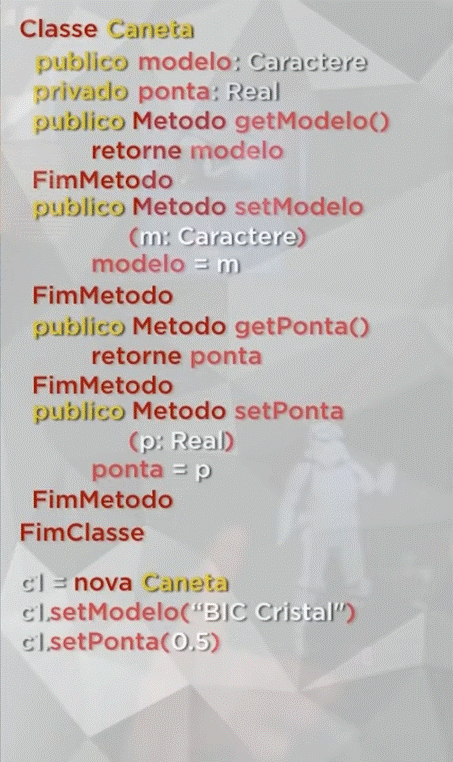 Classe Caneta
publico modelo: Caractere
privado ponta: Real
publico Metodo getModelo()
retorne modelo
FimMetodo
publico Metodo setModelo
(m: Caractere)
modelo = m
FimMetodo
publico Metodo getPonta()
retorne ponta
FimMetodo
publico Metodo setPonta
(p: Real)
ponta = p
FimMetodo
FimClasse
c1 = nova Caneta
c1.setModelo(“BIC Cristal”)
c1.setPonta(0.5)